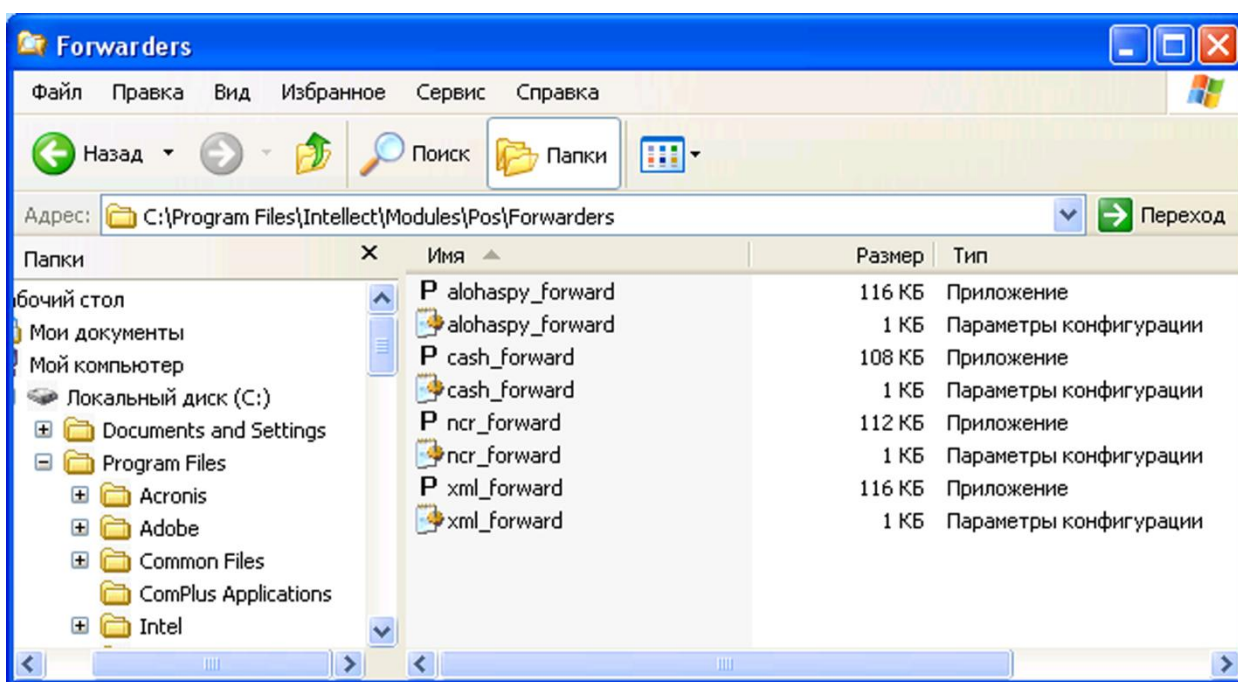 Forwarders
Файл Правка Вид Избранное Сервис Справка
Назад Поиск Папки
Адрес: C:\Program Files\Intellect\Modules\Pos\Forwarders Переход
Папки
бочий стол
Мои документы
Мой компьютер
Локальный диск (C:)
Documents and Settings
Program Files
Acronis
Adobe
Common Files
ComPlus Applications
Intel
Имя Размер Тип
alohaspy_forward 116 КБ Приложение
alohaspy_forward 1 КБ Параметры конфигурации
cash_forward 108 КБ Приложение
cash_forward 1 КБ Параметры конфигурации
ncr_forward 112 КБ Приложение
ncr_forward 1 КБ Параметры конфигурации
xml_forward 116 КБ Приложение
xml_forward 1 КБ Параметры конфигурации